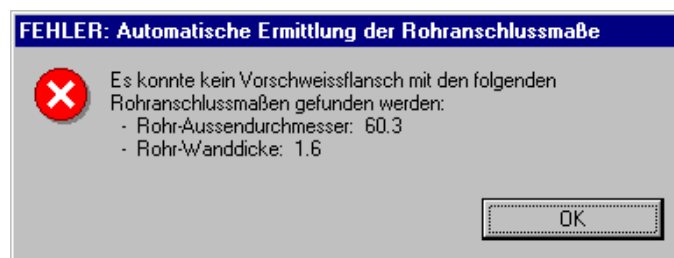 FEHLER: Automatische Ermittlung der Rohranschlussmaße
Es konnte kein Vorschweissflansch mit den folgenden
Rohranschlussmaßen gefunden werden:
- Rohr-Aussendurchmesser: 60.3
- Rohr-Wanddicke: 1.6
OK